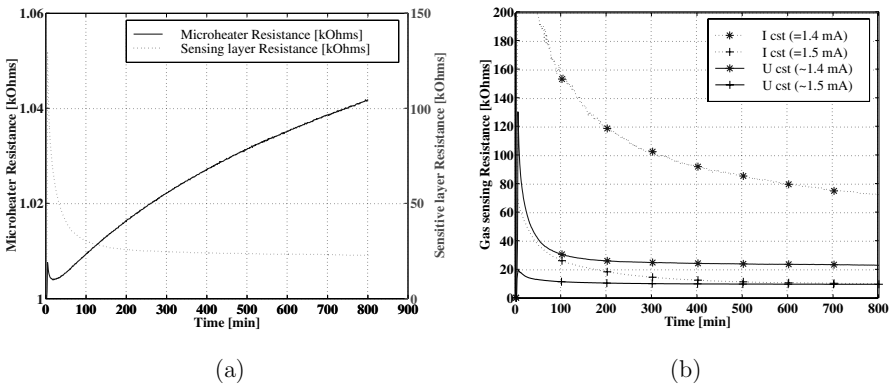 1.06
1.04
1.02
1
Microheater Resistance [kOhms]
Microheater Resistance [kOhms]
Sensing layer Resistance [kOhms]
150
100
50
0
Sensitive layer Resistance [kOhms]
0 100 200 300 400 500 600 700 800 900
Time [min]
(a)
200
180
160
140
120
100
80
60
40
20
0
Gas sensing Resistance [kOhms]
I cst (=1.4 mA)
I cst (=1.5 mA)
U cst (~1.4 mA)
U cst (~1.5 mA)
0 100 200 300 400 500 600 700 800
Time [min]
(b)